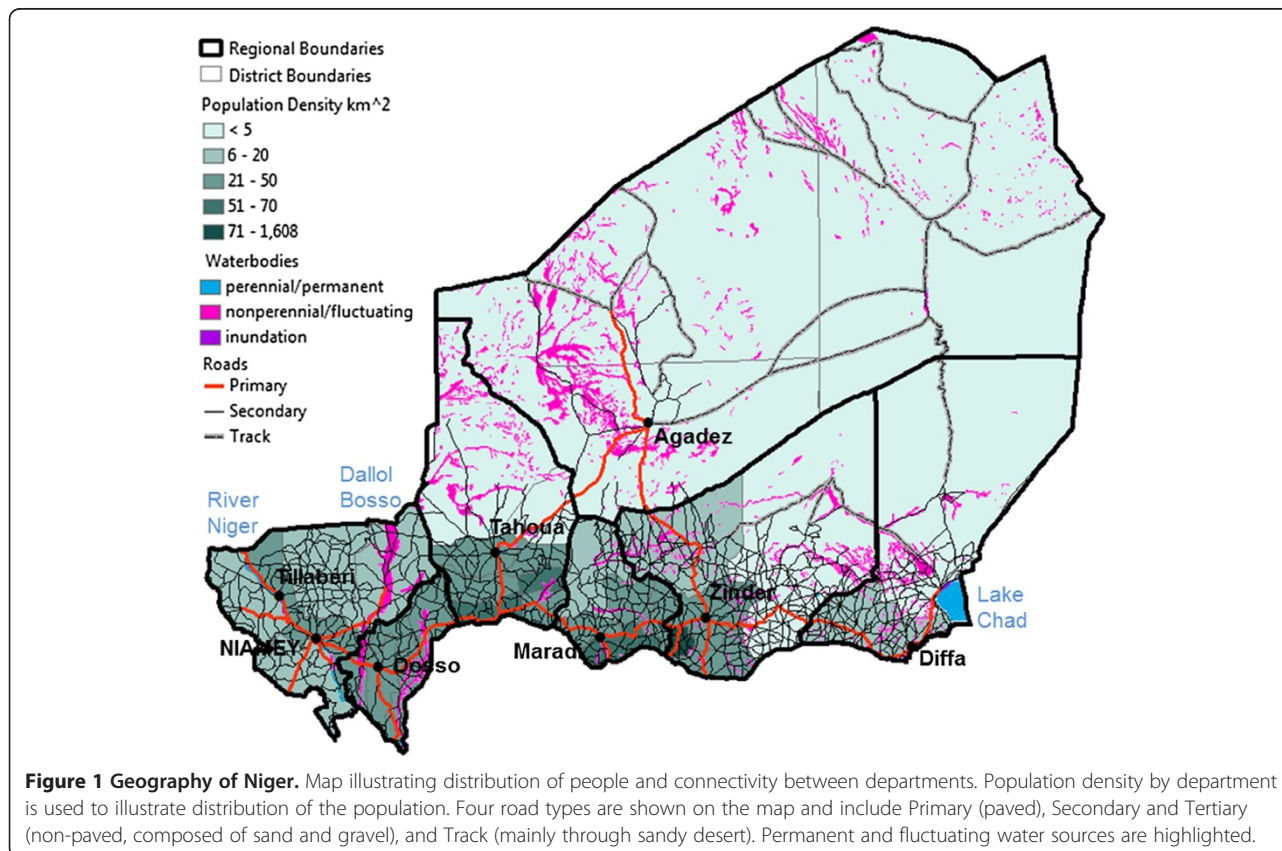 Regional Boundaries
District Boundaries
Population Density km^2
< 5
6 - 20
21 - 50
51 - 70
71 - 1,608
Waterbodies
perennial/permanent
nonperennial/fluctuating
inundation
Roads
Primary
Secondary
Track
Agadez
Dallol
Bosso
River
Niger
Tahoua
Tillaberi
Zinder
Lake
Chad
NIAMEY
Dosso
Maradi
Diffa
Figure 1 Geography of Niger. Map illustrating distribution of people and connectivity between departments. Population density by department
is used to illustrate distribution of the population. Four road types are shown on the map and include Primary (paved), Secondary and Tertiary
(non-paved, composed of sand and gravel), and Track (mainly through sandy desert). Permanent and fluctuating water sources are highlighted.